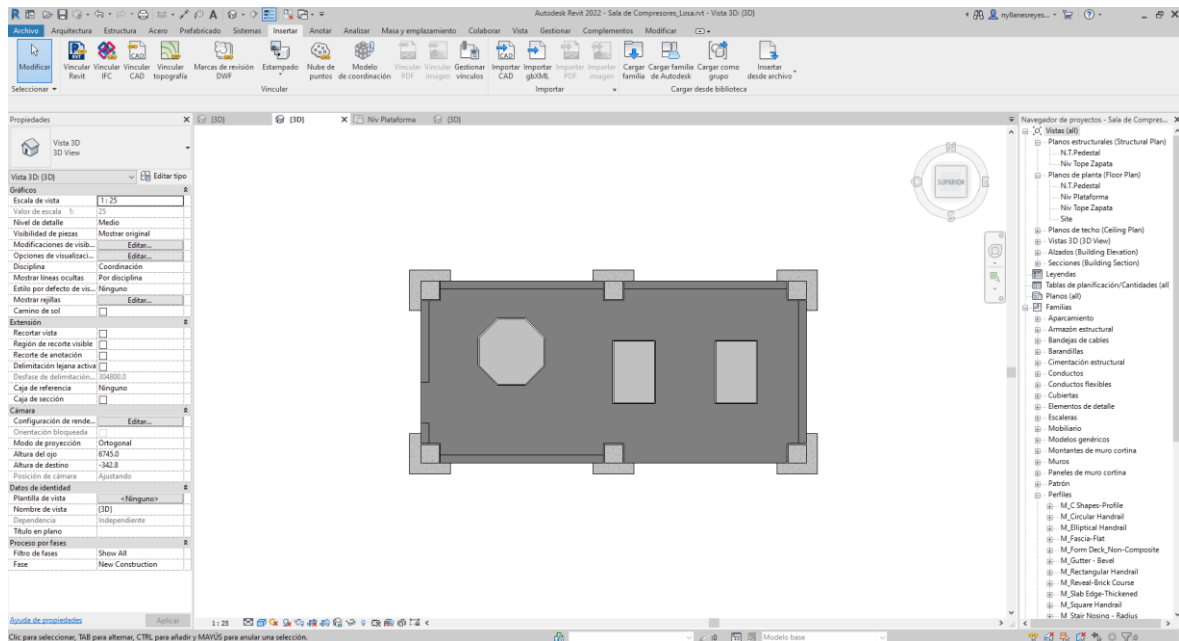 Autodesk Revit 2022 - Sala de Compresores_Losa.rvt - Vista 3D: {3D}
nyllanesreyes...
Archivo Arquitectura Estructura Acero Prefabricado Sistemas Insertar Anotar Analizar Masa y emplazamiento Colaborar Vista Gestionar Complementos Modificar
Modificar
Vincular Revit
Vincular IFC
Vincular CAD
Vincular topografía
Marcas de revisión DWF
Estampado
Nube de puntos
Modelo de coordinación
Vincular PDF
Vincular imagen
Gestionar vínculos
Importar CAD
Importar gbXML
Importar PDF
Importar imagen
Cargar familia
Cargar familia de Autodesk
Cargar como grupo
Insertar desde archivo
Seleccionar
Vincular
Importar
Cargar desde biblioteca
Propiedades
Vista 3D
3D View
Vista 3D: {3D} Editar tipo
Gráficos
Escala de vista 1 : 25
Valor de escala 1: 25
Nivel de detalle Medio
Visibilidad de piezas Mostrar original
Modificaciones de visib... Editar...
Opciones de visualizaci... Editar...
Disciplina Coordinación
Mostrar líneas ocultas Por disciplina
Estilo por defecto de vis... Ninguno
Mostrar rejillas Editar...
Camino de sol
Extensión
Recortar vista
Región de recorte visible
Recorte de anotación
Delimitación lejana activa
Desfase de delimitación... 304800.0
Caja de referencia Ninguno
Caja de sección
Cámara
Configuración de rende... Editar...
Orientación bloqueada
Modo de proyección Ortogonal
Altura del ojo 6745.0
Altura de destino -342.8
Posición de cámara Ajustando
Datos de identidad
Plantilla de vista <Ninguno>
Nombre de vista {3D}
Dependencia Independiente
Título en plano
Proceso por fases
Filtro de fases Show All
Fase New Construction
Ayuda de propiedades Aplicar
{3D} {3D} Niv Plataforma {3D}
SUPERIOR
Navegador de proyectos - Sala de Compres...
Vistas (all)
Planos estructurales (Structural Plan)
N.T.Pedestal
Niv Tope Zapata
Planos de planta (Floor Plan)
N.T.Pedestal
Niv Plataforma
Niv Tope Zapata
Site
Planos de techo (Ceiling Plan)
Vistas 3D (3D View)
Alzados (Building Elevation)
Secciones (Building Section)
Leyendas
Tablas de planificación/Cantidades (all
Planos (all)
Familias
Aparcamiento
Armazón estructural
Bandejas de cables
Barandillas
Cimentación estructural
Conductos
Conductos flexibles
Cubiertas
Elementos de detalle
Escaleras
Mobiliario
Modelos genéricos
Montantes de muro cortina
Muros
Paneles de muro cortina
Patrón
Perfiles
M_C Shapes-Profile
M_Circular Handrail
M_Elliptical Handrail
M_Fascia-Flat
M_Form Deck_Non-Composite
M_Gutter - Bevel
M_Rectangular Handrail
M_Reveal-Brick Course
M_Slab Edge-Thickened
M_Square Handrail
M_Stair Nosing - Radius
1 : 25
Clic para seleccionar, TAB para alternar, CTRL para añadir y MAYÚS para anular una selección.
Modelo base